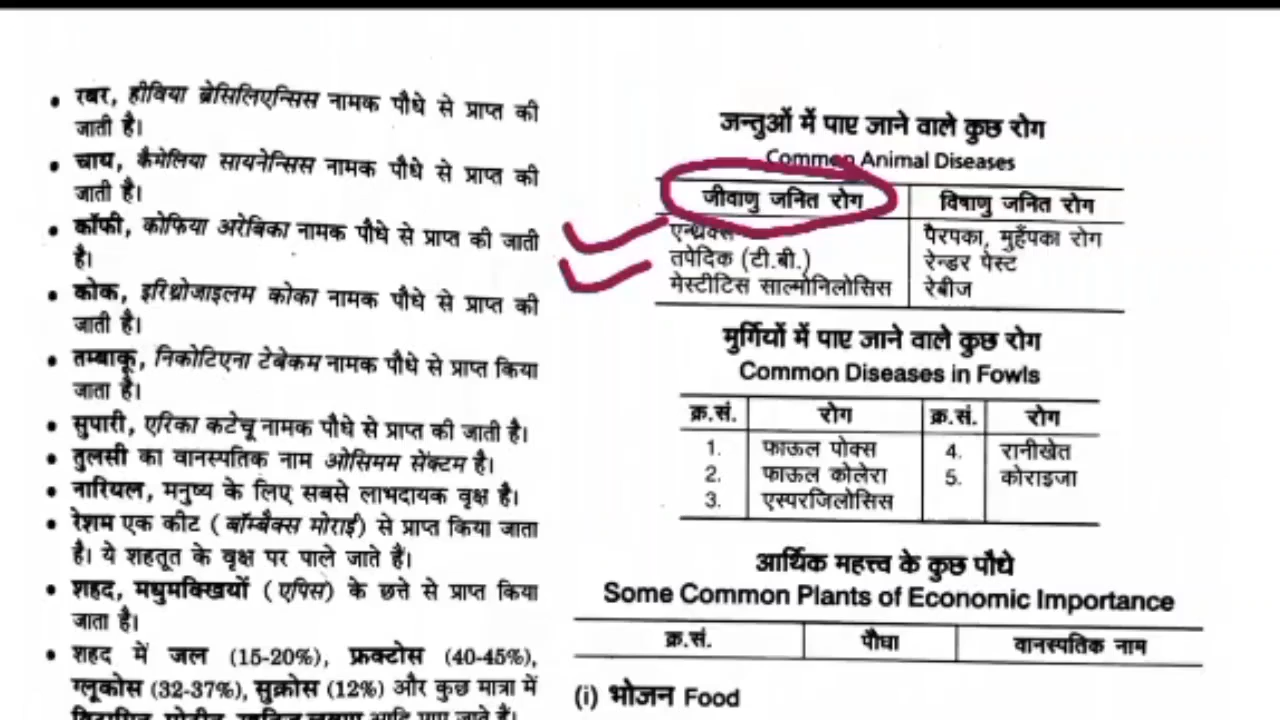 रबर, हीविया ब्रेसिलिएन्सिस नामक पौधे से प्राप्त की
जाती है।
चाय, कैमेलिया सायनेन्सिस नामक पौधे से प्राप्त की
जाती है।
कॉफी, कोफिया अरेबिका नामक पौधे से प्राप्त की जाती
है।
कोक, इरिथ्रोजाइलम कोका नामक पौधे से प्राप्त की
जाती है।
तम्बाकू, निकोटिएना टेबेकम नामक पौधे से प्राप्त किया
जाता है।
सुपारी, एरिका कटेचू नामक पौधे से प्राप्त की जाती है।
तुलसी का वानस्पतिक नाम ओसिमम सेंक्टम है।
नारियल, मनुष्य के लिए सबसे लाभदायक वृक्ष है।
रेशम एक कीट (बॉम्बैक्स मोराई) से प्राप्त किया जाता
है। ये शहतूत के वृक्ष पर पाले जाते हैं।
शहद, मधुमक्खियों (एपिस) के छत्ते से प्राप्त किया
जाता है।
शहद में जल (15-20%), फ्रक्टोस (40-45%),
ग्लूकोस (32-37%), सुक्रोस (12%) और कुछ मात्रा में
जन्तुओं में पाए जाने वाले कुछ रोग
Common Animal Diseases
जीवाणु जनित रोग विषाणु जनित रोग
एन्थ्रेक्स पैरपका, मुहँपका रोग
तपेदिक (टी.बी.) रेन्डर पेस्ट
मेस्टीटिस साल्मोनिलोसिस रेबीज
मुर्गियों में पाए जाने वाले कुछ रोग
Common Diseases in Fowls
क्र.सं. रोग क्र.सं. रोग
1. फाऊल पोक्स 4. रानीखेत
2. फाऊल कोलेरा 5. कोराइजा
3. एस्परजिलोसिस
आर्थिक महत्त्व के कुछ पौधे
Some Common Plants of Economic Importance
क्र.सं. पौधा वानस्पतिक नाम
(i) भोजन Food